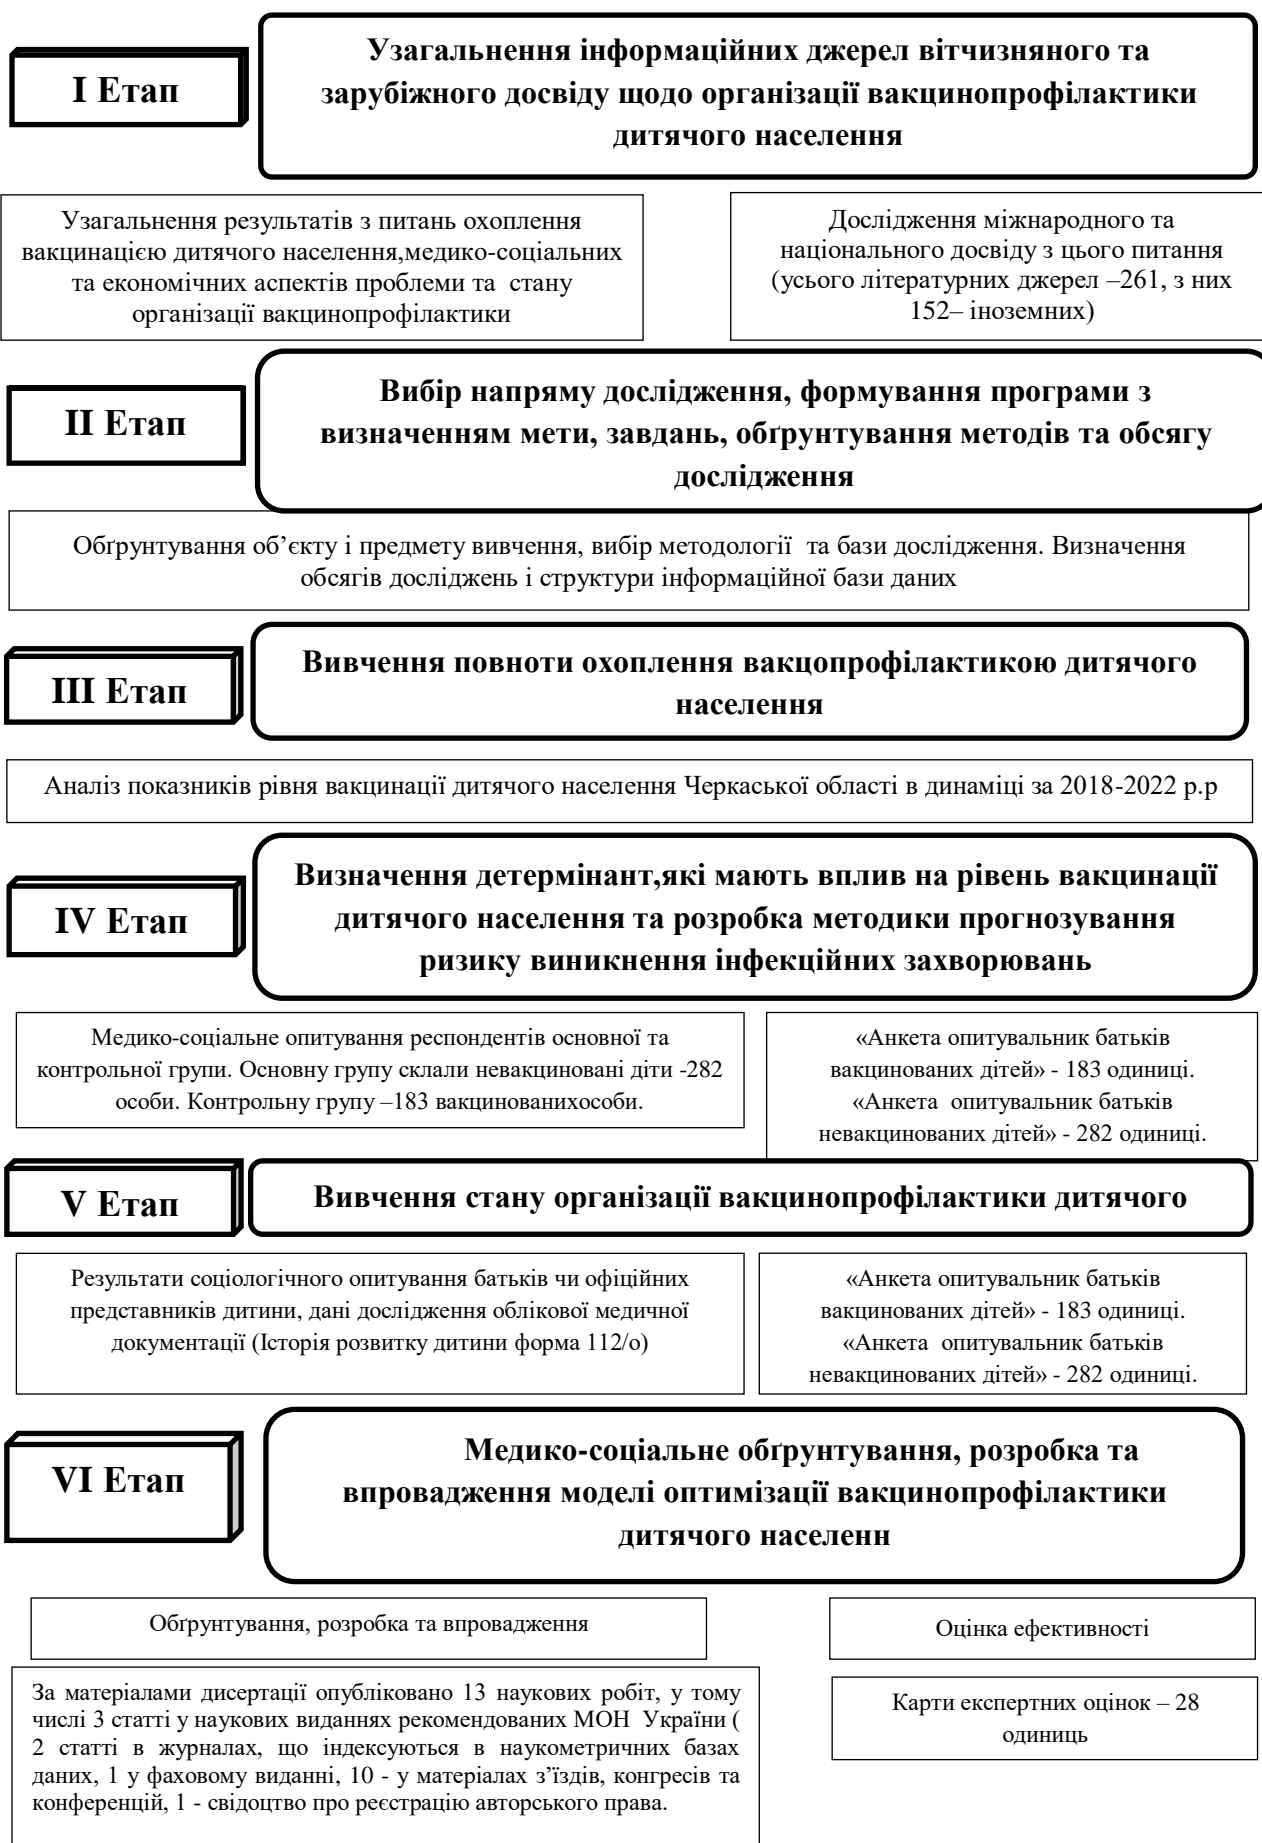 І Етап
Узагальнення інформаційних джерел вітчизняного та
зарубіжного досвіду щодо організації вакцинопрофілактики
дитячого населення
Узагальнення результатів з питань охоплення
вакцинацією дитячого населення,медико-соціальних
та економічних аспектів проблеми та стану
організації вакцинопрофілактики
Дослідження міжнародного та
національного досвіду з цього питання
(усього літературних джерел –261, з них
152– іноземних)
ІІ Етап
Вибір напряму дослідження, формування програми з
визначенням мети, завдань, обґрунтування методів та обсягу
дослідження
Обґрунтування об’єкту і предмету вивчення, вибір методології та бази дослідження. Визначення
обсягів досліджень і структури інформаційної бази даних
ІІІ Етап
Вивчення повноти охоплення вакцопрофілактикою дитячого
населення
Аналіз показників рівня вакцинації дитячого населення Черкаської області в динаміці за 2018-2022 р.р
IV Етап
Визначення детермінант,які мають вплив на рівень вакцинації
дитячого населення та розробка методики прогнозування
ризику виникнення інфекційних захворювань
Медико-соціальне опитування респондентів основної та
контрольної групи. Основну групу склали невакциновані діти -282
особи. Контрольну групу –183 вакцинованихособи.
«Анкета опитувальник батьків
вакцинованих дітей» - 183 одиниці.
«Анкета опитувальник батьків
невакцинованих дітей» - 282 одиниці.
V Етап
Вивчення стану організації вакцинопрофілактики дитячого
Результати соціологічного опитування батьків чи офіційних
представників дитини, дані дослідження облікової медичної
документації (Історія розвитку дитини форма 112/о)
«Анкета опитувальник батьків
вакцинованих дітей» - 183 одиниці.
«Анкета опитувальник батьків
невакцинованих дітей» - 282 одиниці.
VI Етап
Медико-соціальне обґрунтування, розробка та
впровадження моделі оптимізації вакцинопрофілактики
дитячого населенн
Обґрунтування, розробка та впровадження
Оцінка ефективності
За матеріалами дисертації опубліковано 13 наукових робіт, у тому
числі 3 статті у наукових виданнях рекомендованих МОН України (
2 статті в журналах, що індексуються в наукометричних базах
даних, 1 у фаховому виданні, 10 - у матеріалах з’їздів, конгресів та
конференцій, 1 - свідоцтво про реєстрацію авторського права.
Карти експертних оцінок – 28
одиниць